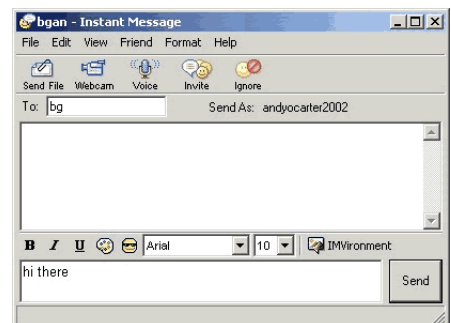 bgan - Instant Message
File Edit View Friend Format Help
Send File Webcam Voice Invite Ignore
To: bg Send As: andyocarter2002
B I U Arial 10 IMVironment
hi there
Send